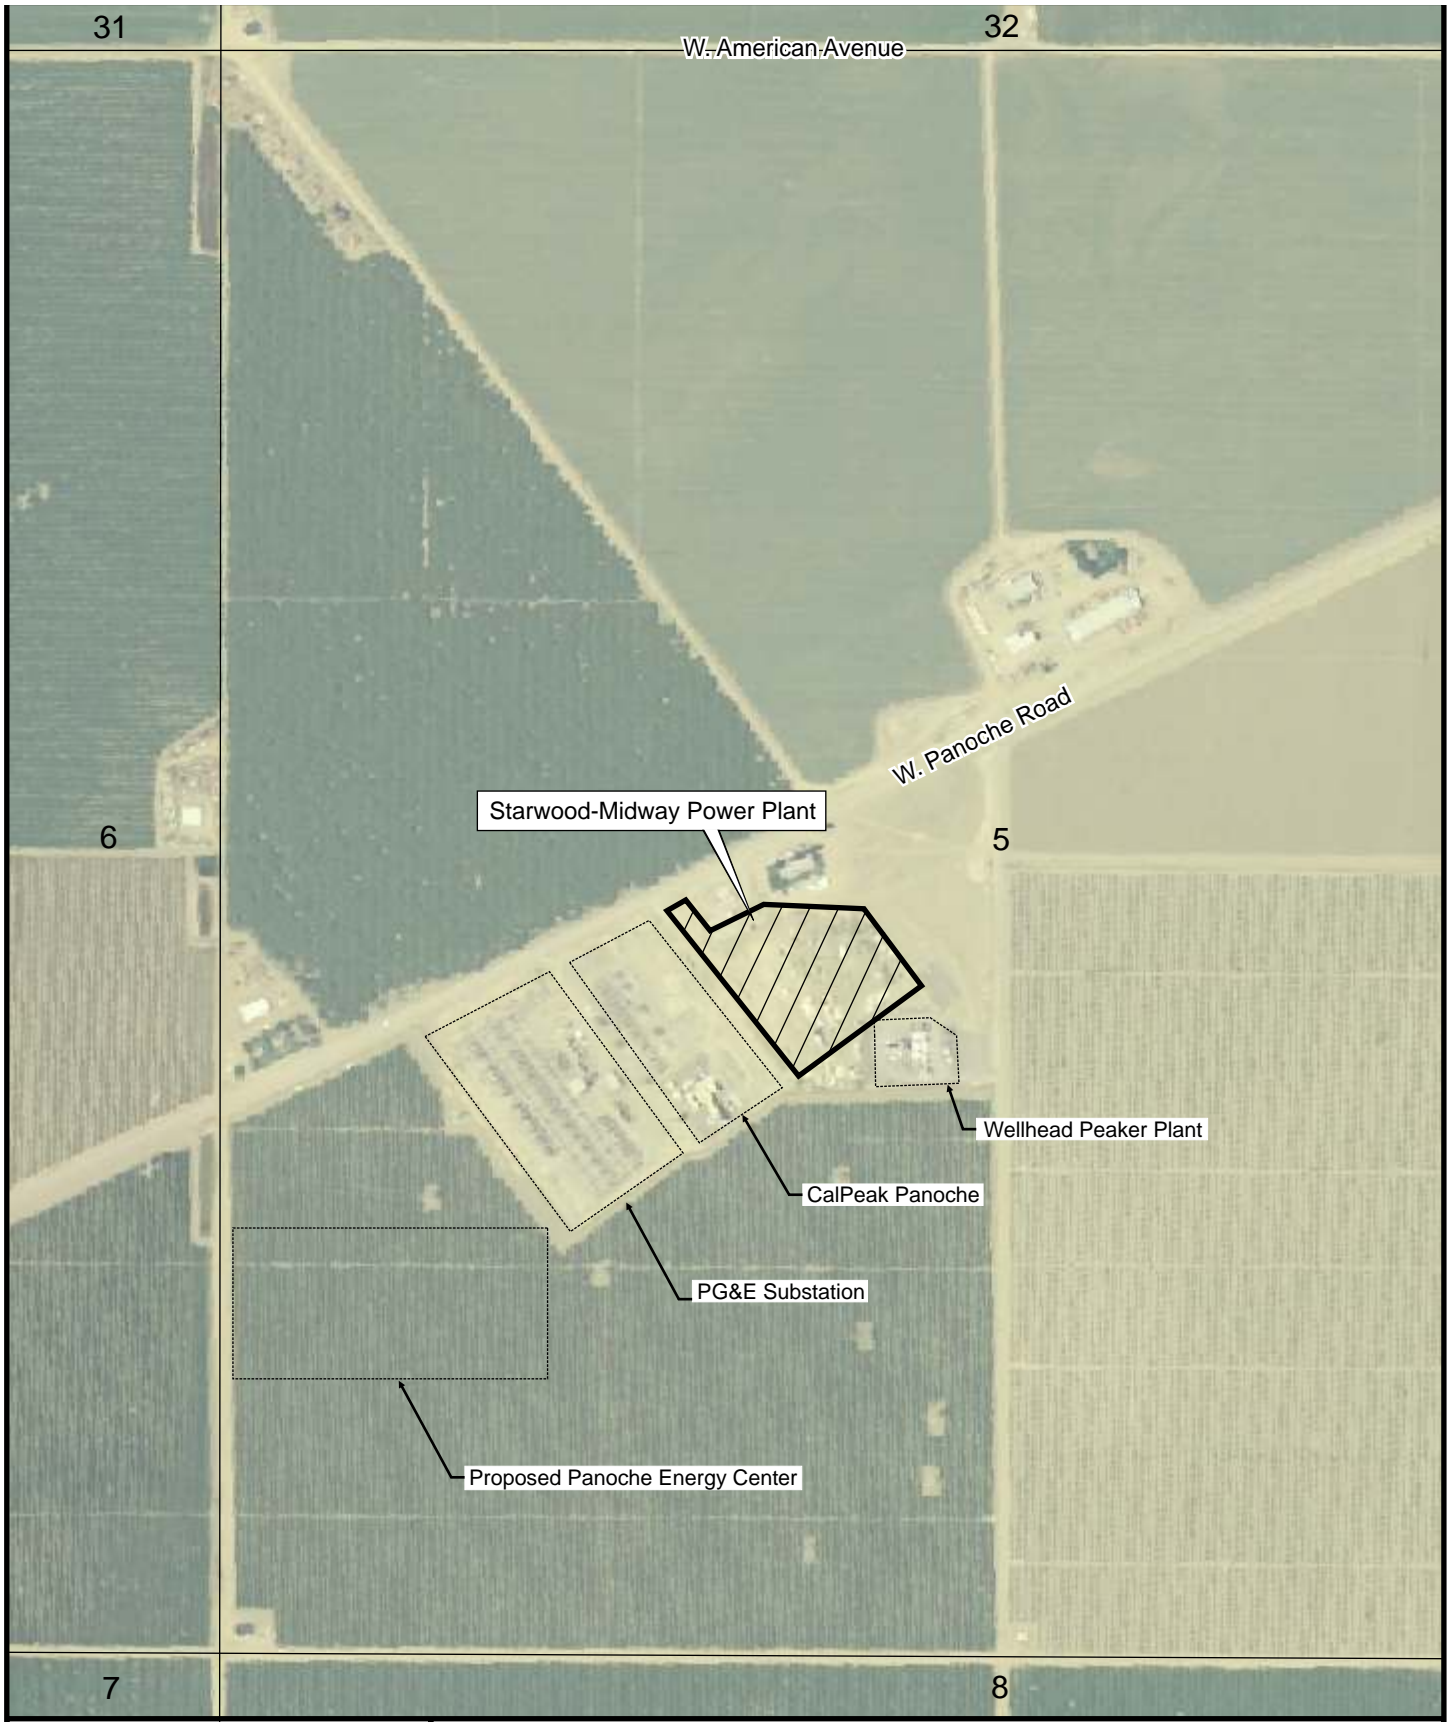 31
32
W. American Avenue
W. Panoche Road
Starwood-Midway Power Plant
6
5
Wellhead Peaker Plant
CalPeak Panoche
PG&E Substation
Proposed Panoche Energy Center
7
8